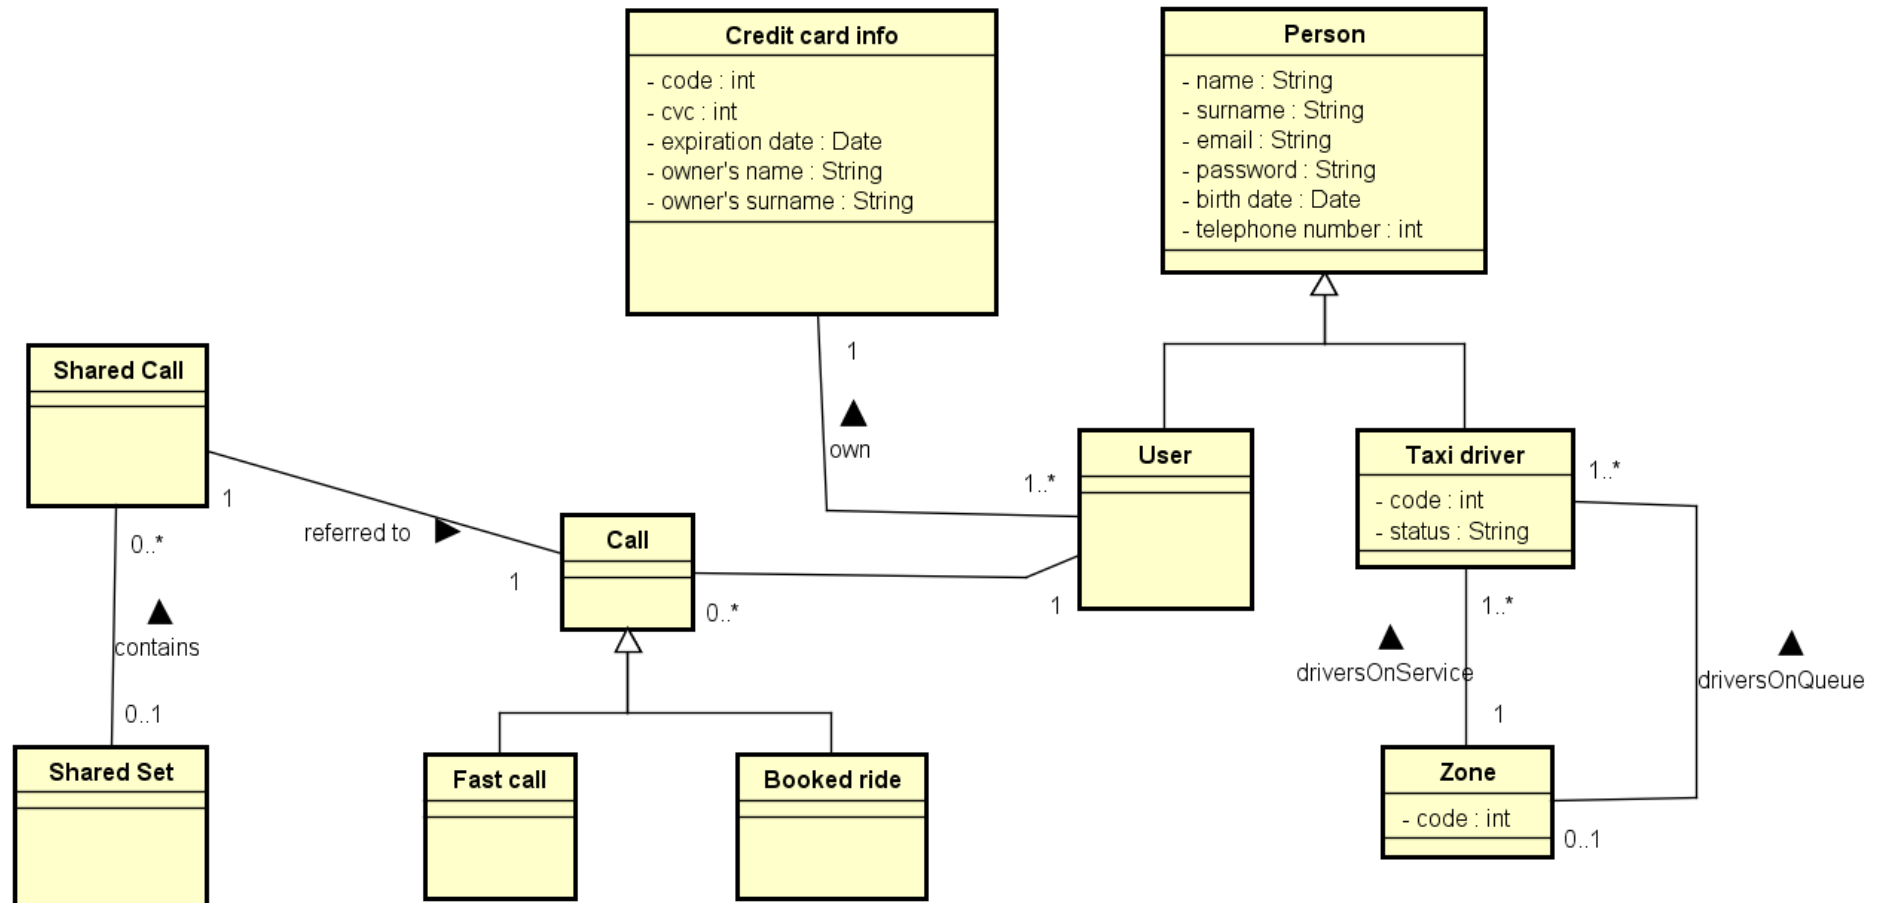 Credit card info
- code : int
- cvc : int
- expiration date : Date
- owner's name : String
- owner's surname : String
Person
- name : String
- surname : String
- email : String
- password : String
- birth date : Date
- telephone number : int
Shared Call
1
own
1..*
User
Taxi driver
- code : int
- status : String
1..*
1
referred to
1
Call
0..*
1
0..*
contains
0..1
1..*
driversOnService
1
driversOnQueue
Shared Set
Fast call
Booked ride
Zone
- code : int
0..1